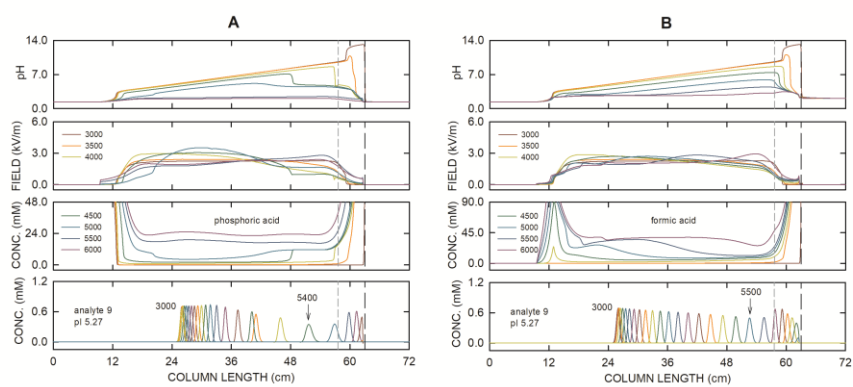 A
14.0
7.0
0.0
pH
6.0
3.0
0.0
FIELD (kV/m)
3000
3500
4000
48.0
24.0
0.0
CONC. (mM)
4500
5000
5500
6000
phosphoric acid
1.2
0.6
0.0
CONC. (mM)
analyte 9
pI 5.27
3000
5400
0 12 24 36 48 60 72
COLUMN LENGTH (cm)
B
14.0
7.0
0.0
pH
6.0
3.0
0.0
FIELD (kV/m)
3000
3500
4000
90.0
45.0
0.0
CONC. (mM)
4500
5000
5500
6000
formic acid
1.2
0.6
0.0
CONC. (mM)
analyte 9
pI 5.27
3000
5500
0 12 24 36 48 60 72
COLUMN LENGTH (cm)